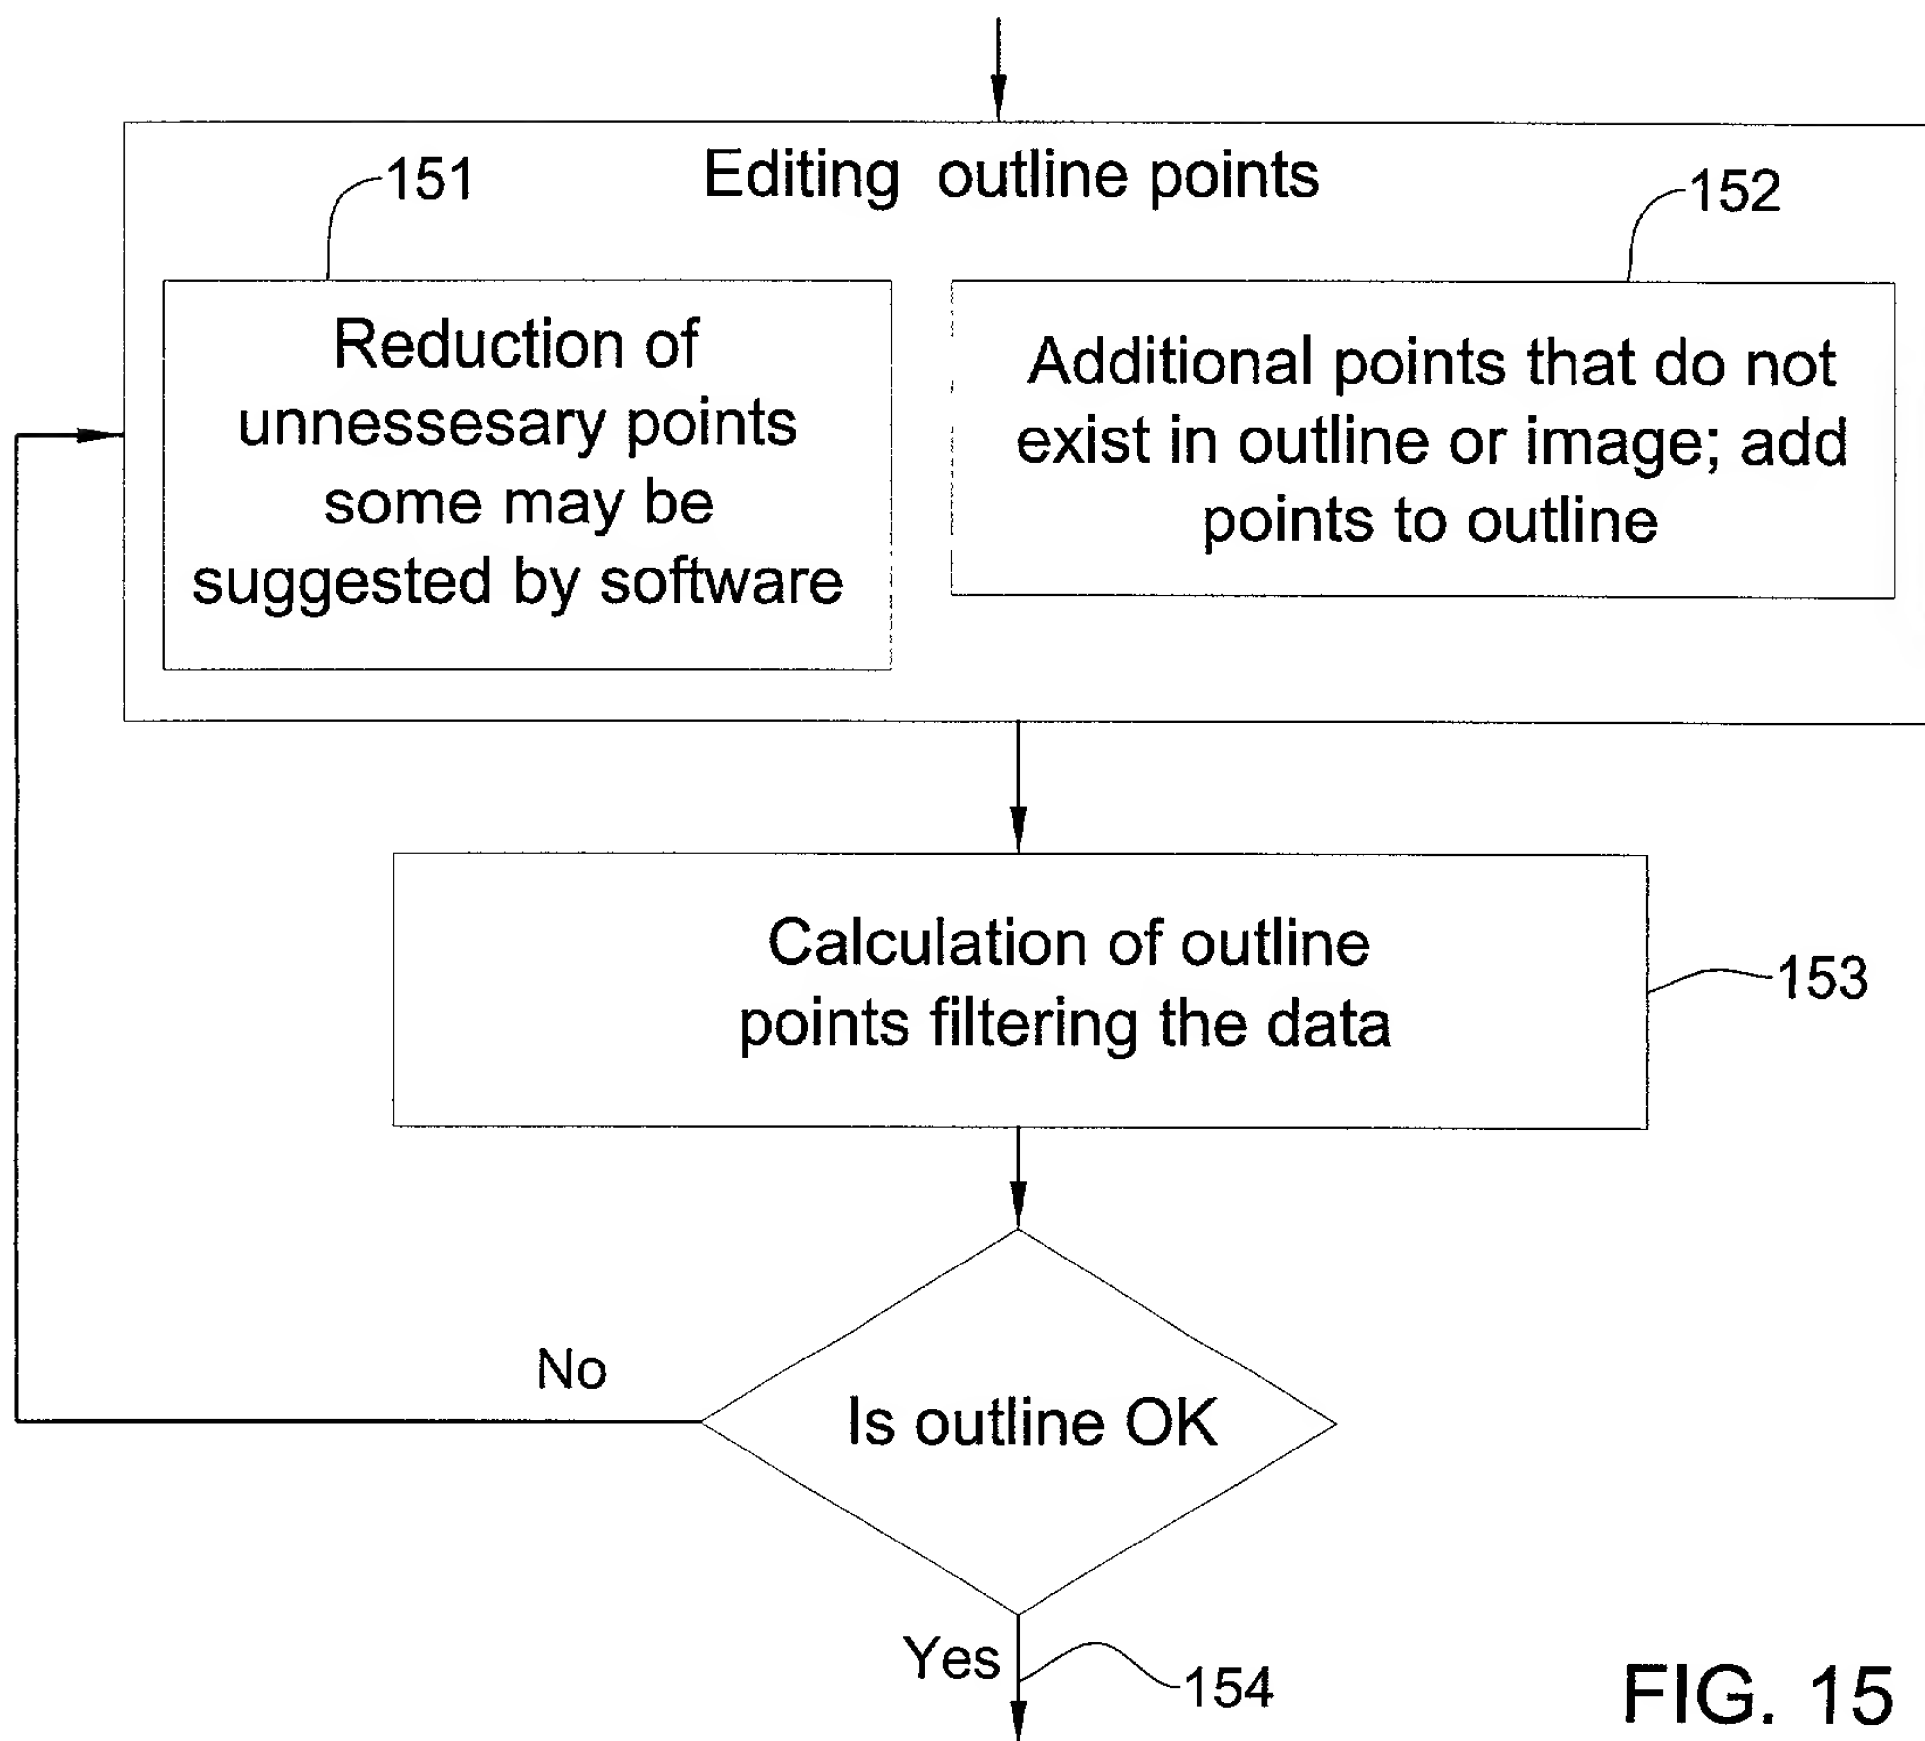 Editing outline points
151
152
Reduction of
unnessesary points
some may be
suggested by software
Additional points that do not
exist in outline or image; add
points to outline
Calculation of outline
points filtering the data
153
Is outline OK
No
Yes
154
FIG. 15